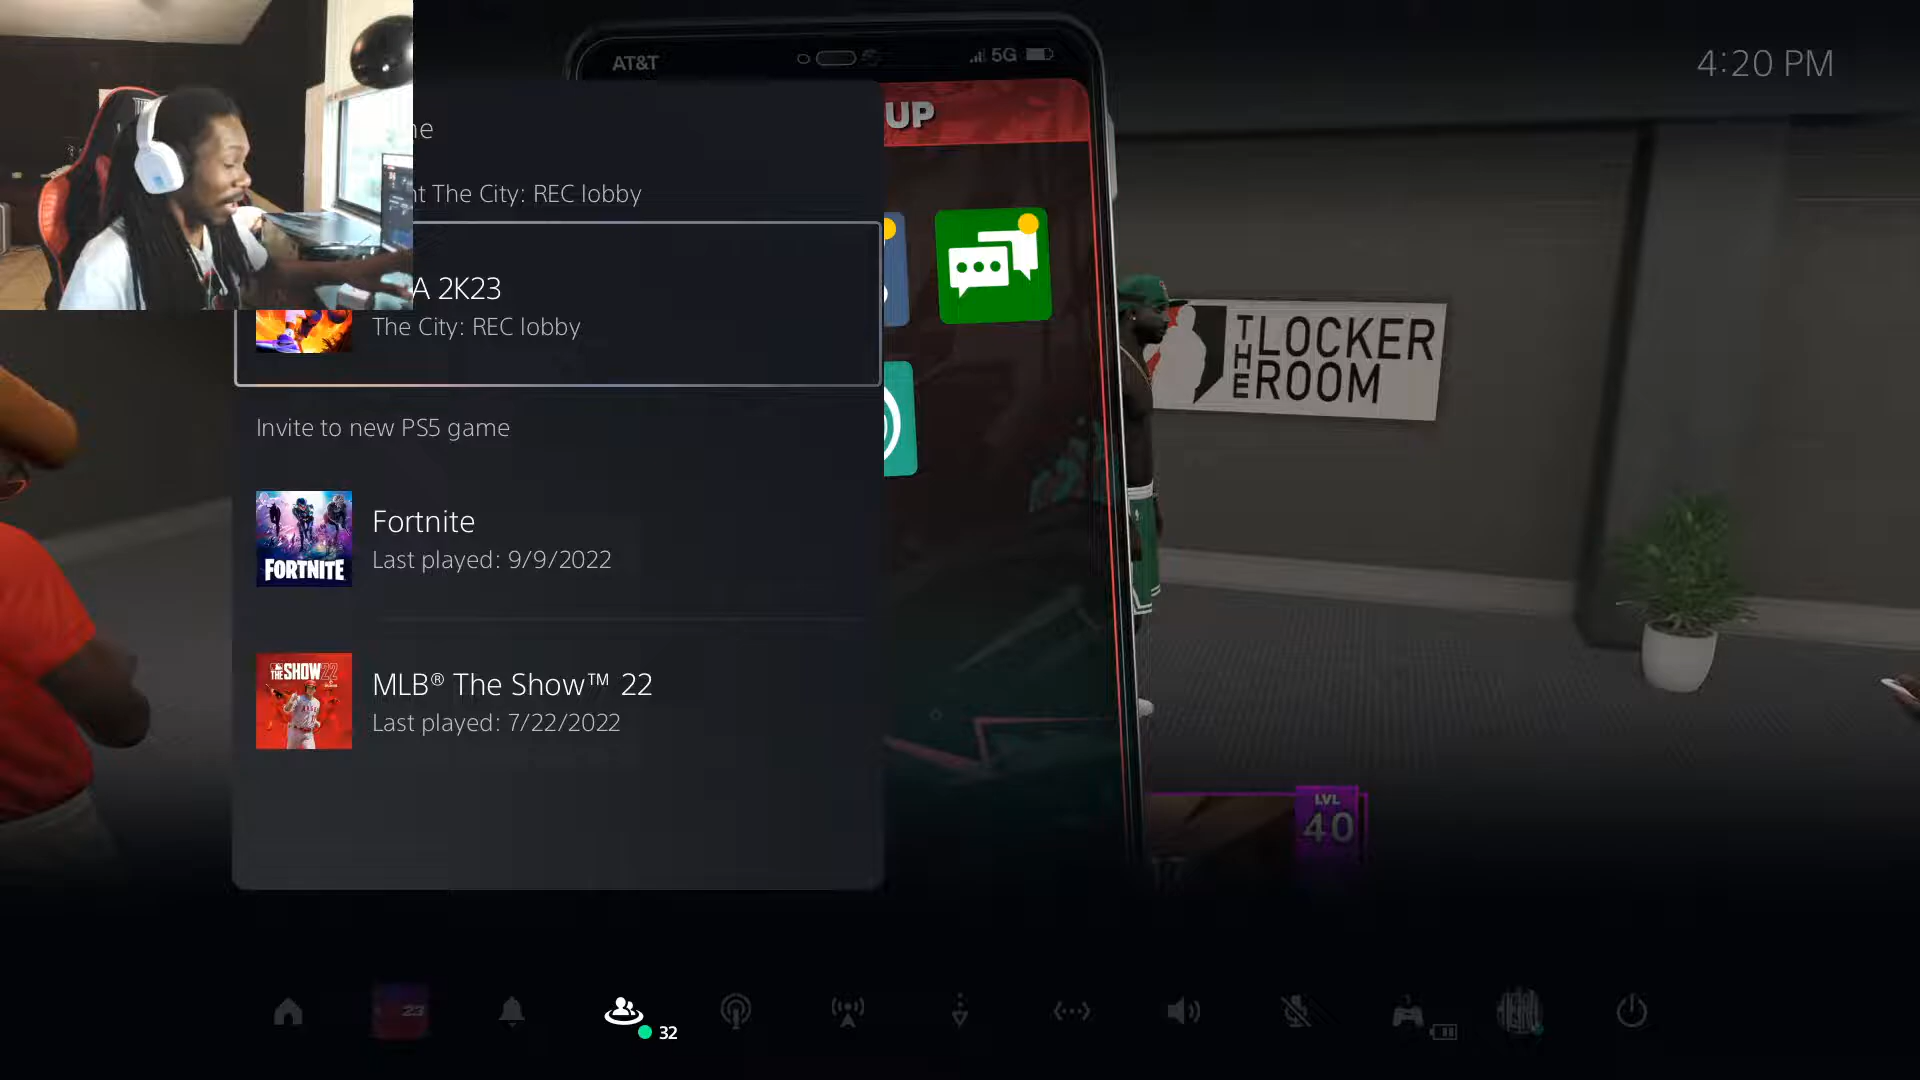 AT&T
5G
4:20 PM
UP
The City: REC lobby
2K23
The City: REC lobby
THE LOCKER ROOM
Invite to new PS5 game
Fortnite
Last played: 9/9/2022
FORTNITE
THE SHOW 22
MLB® The Show™ 22
Last played: 7/22/2022
LVL
40
23
32